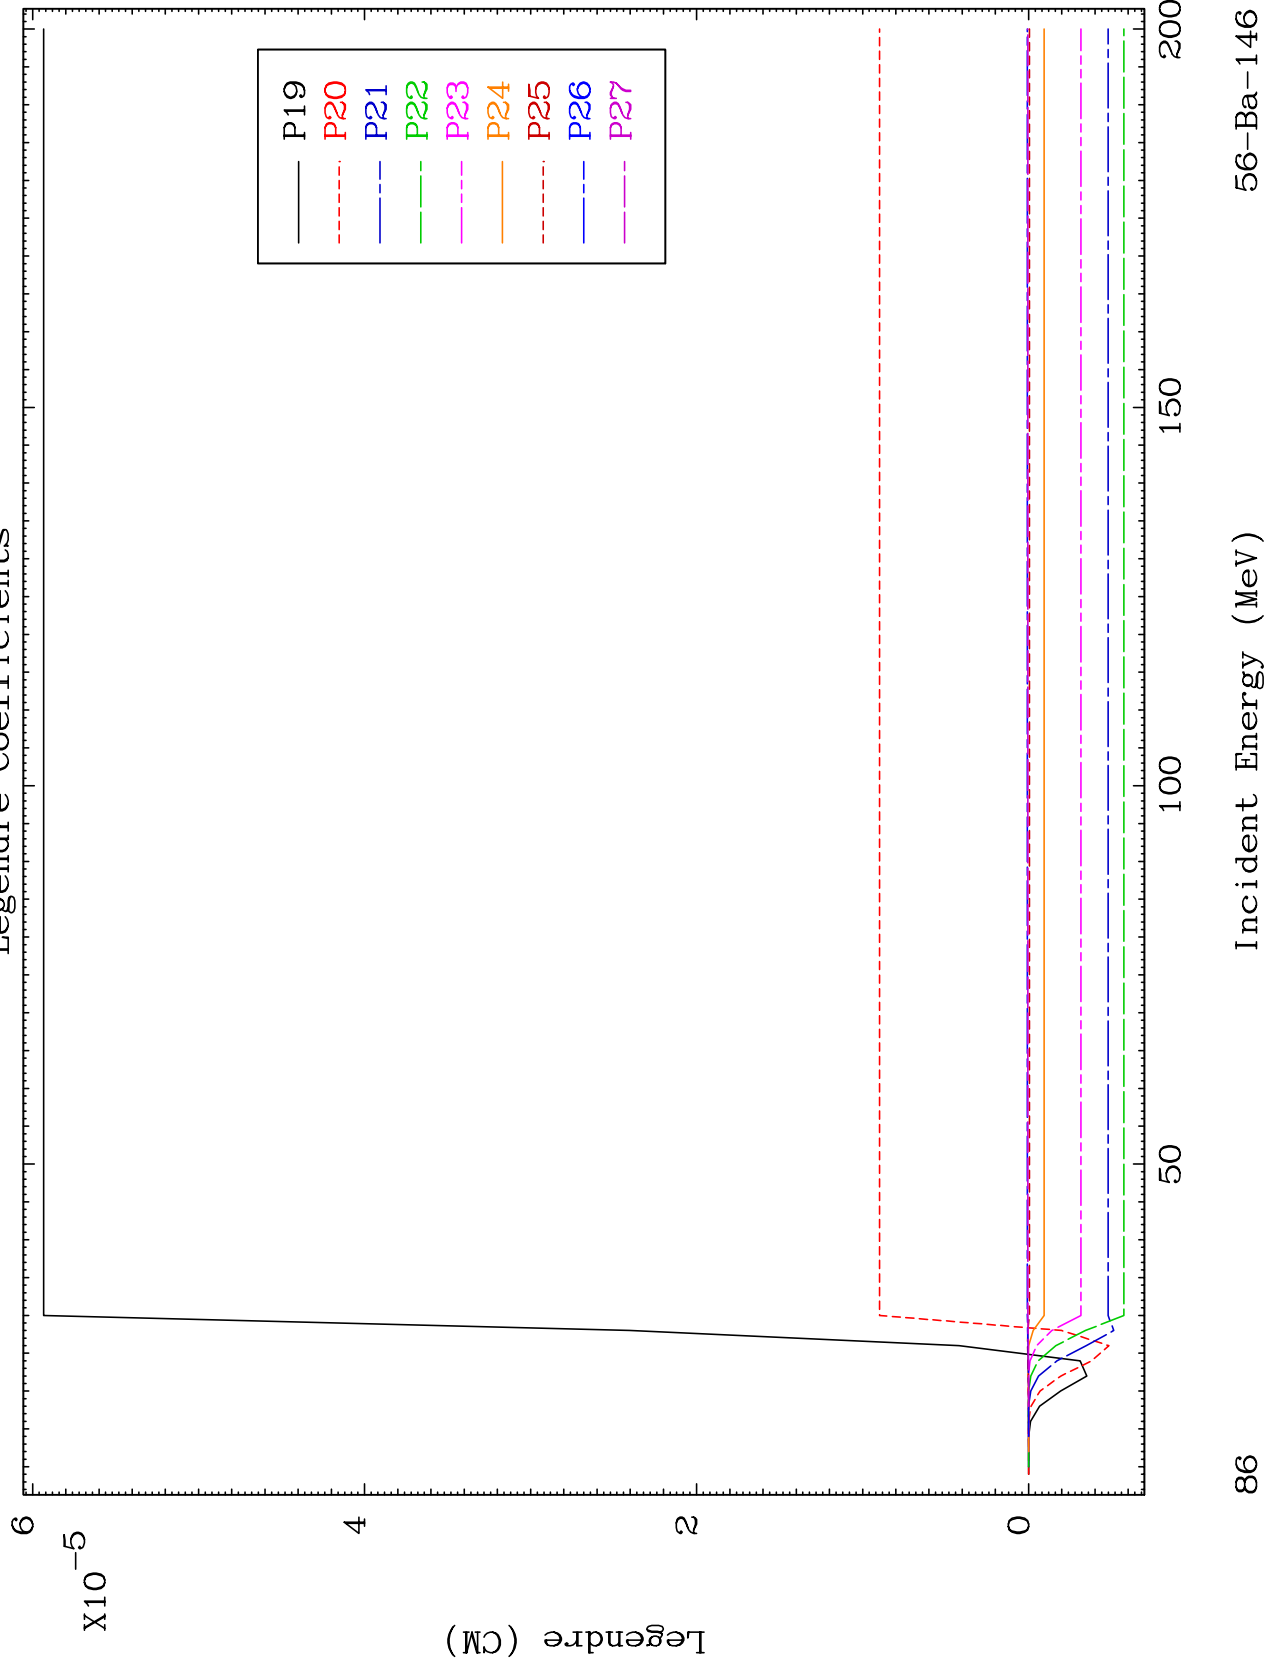 Legendre Coefficients
P19
P20
P21
P22
P23
P24
P25
P26
P27
6
4
2
0
X10-5
Legendre (CM)
50
100
150
200
Incident Energy (MeV)
86
56-Ba-146